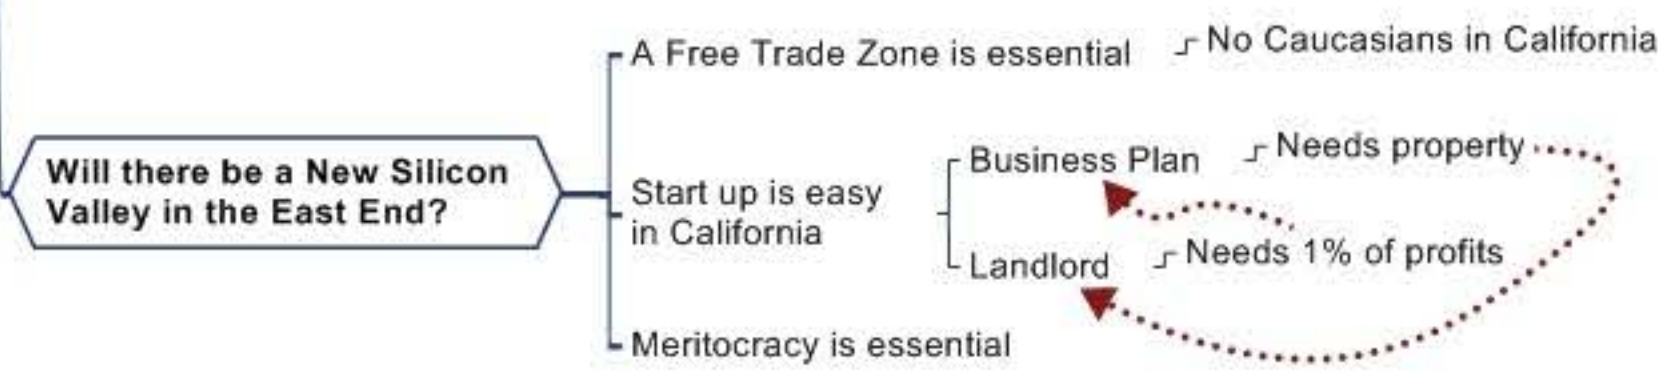 Will there be a New Silicon
Valley in the East End?
A Free Trade Zone is essential
No Caucasians in California
Start up is easy
in California
Business Plan
Needs property
Landlord
Needs 1% of profits
Meritocracy is essential